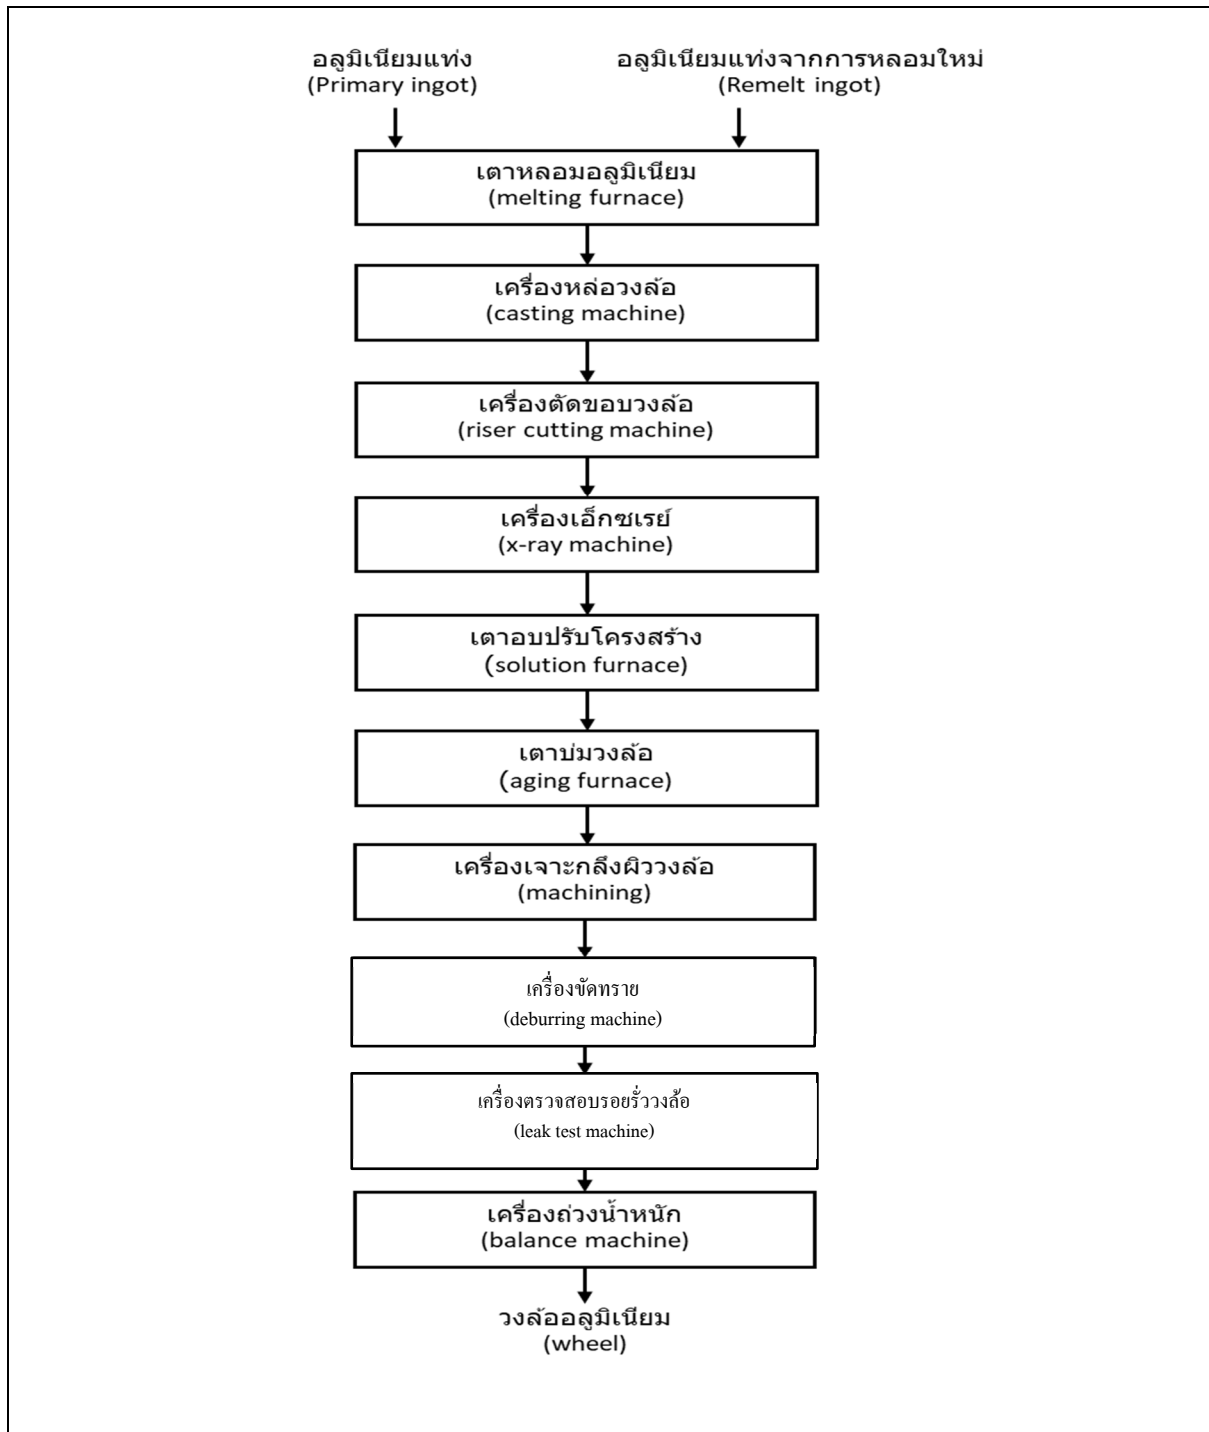 อลูมิเนียมแท่ง
(Primary ingot)
อลูมิเนียมแท่งจากการหลอมใหม่
(Remelt ingot)
เตาหลอมอลูมิเนียม
(melting furnace)
เครื่องหล่อวงล้อ
(casting machine)
เครื่องตัดขอบวงล้อ
(riser cutting machine)
เครื่องเอ็กซเรย์
(x-ray machine)
เตาอบปรับโครงสร้าง
(solution furnace)
เตาบ่มวงล้อ
(aging furnace)
เครื่องเจาะกลึงผิววงล้อ
(machining)
เครื่องขัดทราย
(deburring machine)
เครื่องตรวจสอบรอยรั่ววงล้อ
(leak test machine)
เครื่องถ่วงน้ำหนัก
(balance machine)
วงล้ออลูมิเนียม
(wheel)